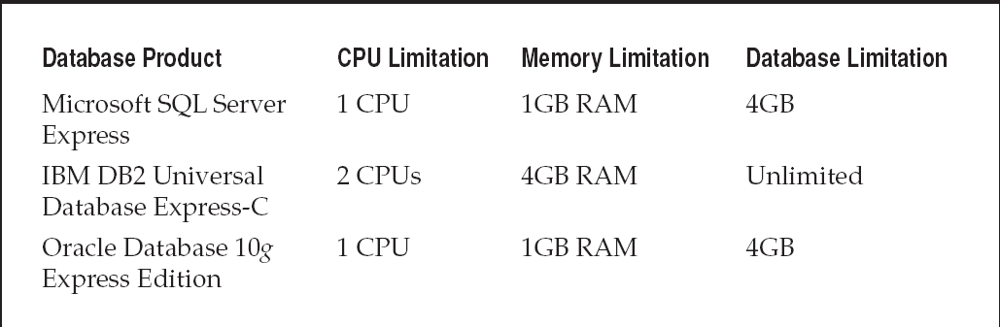 Database Product CPU Limitation Memory Limitation Database Limitation
Microsoft SQL Server 1 CPU 1GB RAM 4GB
Express
IBM DB2 Universal 2 CPUs 4GB RAM Unlimited
Database Express-C
Oracle Database 10g 1 CPU 1GB RAM 4GB
Express Edition